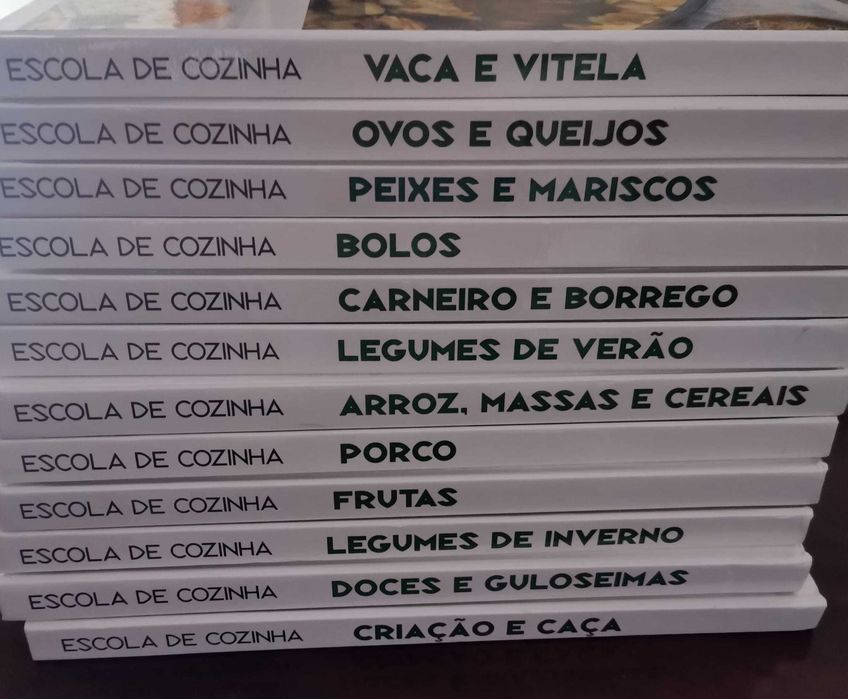 ESCOLA DE COZINHA VACA E VITELA
ESCOLA DE COZINHA OVOS E QUEIJOS
ESCOLA DE COZINHA PEIXES E MARISCOS
ESCOLA DE COZINHA BOLOS
ESCOLA DE COZINHA CARNEIRO E BORREGO
ESCOLA DE COZINHA LEGUMES DE VERÃO
ESCOLA DE COZINHA ARROZ, MASSAS E CEREAIS
ESCOLA DE COZINHA PORCO
ESCOLA DE COZINHA FRUTAS
ESCOLA DE COZINHA LEGUMES DE INVERNO
ESCOLA DE COZINHA DOCES E GULOSEIMAS
ESCOLA DE COZINHA CRIAÇÃO E CAÇA